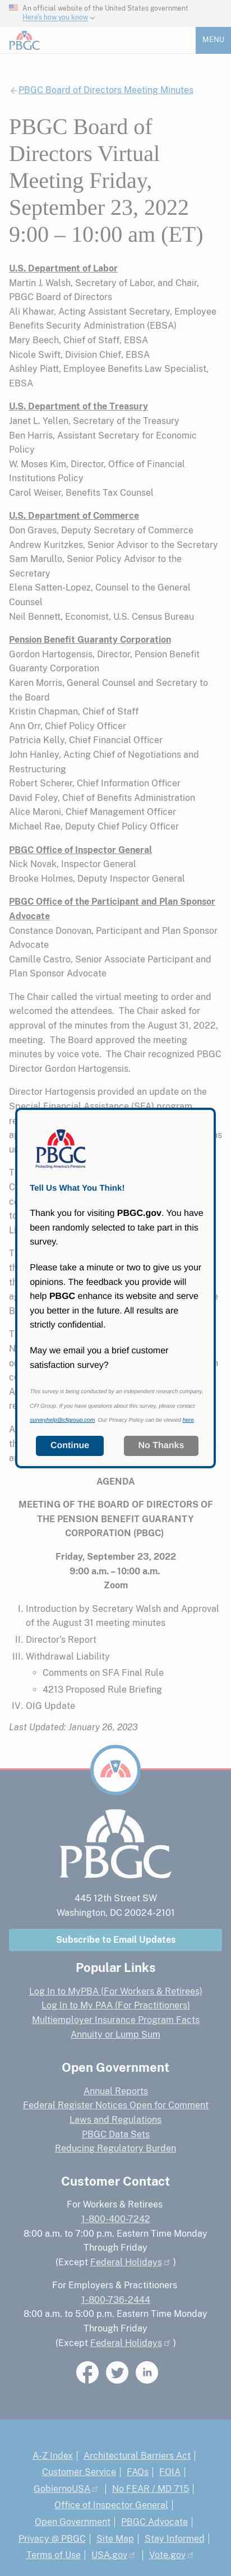 An official website of the United States government
Here's how you know
PBGC
MENU
PBGC Board of Directors Meeting Minutes
PBGC Board of
Directors Virtual
Meeting Friday,
September 23, 2022
9:00 – 10:00 am (ET)
U.S. Department of Labor
Martin J. Walsh, Secretary of Labor, and Chair,
PBGC Board of Directors
Ali Khawar, Acting Assistant Secretary, Employee
Benefits Security Administration (EBSA)
Mary Beech, Chief of Staff, EBSA
Nicole Swift, Division Chief, EBSA
Ashley Piatt, Employee Benefits Law Specialist,
EBSA
U.S. Department of the Treasury
Janet L. Yellen, Secretary of the Treasury
Ben Harris, Assistant Secretary for Economic
Policy
W. Moses Kim, Director, Office of Financial
Institutions Policy
Carol Weiser, Benefits Tax Counsel
U.S. Department of Commerce
Don Graves, Deputy Secretary of Commerce
Andrew Kuritzkes, Senior Advisor to the Secretary
Sam Marullo, Senior Policy Advisor to the
Secretary
Elena Satten-Lopez, Counsel to the General
Counsel
Neil Bennett, Economist, U.S. Census Bureau
Pension Benefit Guaranty Corporation
Gordon Hartogensis, Director, Pension Benefit
Guaranty Corporation
Karen Morris, General Counsel and Secretary to
the Board
Kristin Chapman, Chief of Staff
Ann Orr, Chief Policy Officer
Patricia Kelly, Chief Financial Officer
John Hanley, Acting Chief of Negotiations and
Restructuring
Robert Scherer, Chief Information Officer
David Foley, Chief of Benefits Administration
Alice Maroni, Chief Management Officer
Michael Rae, Deputy Chief Policy Officer
PBGC Office of Inspector General
Nick Novak, Inspector General
Brooke Holmes, Deputy Inspector General
PBGC Office of the Participant and Plan Sponsor
Advocate
Constance Donovan, Participant and Plan Sponsor
Advocate
Camille Castro, Senior Associate Participant and
Plan Sponsor Advocate
The Chair called the virtual meeting to order and
welcomed the attendees. The Chair asked for
approval of the minutes from the August 31, 2022,
meeting. The Board approved the meeting
minutes by voice vote. The Chair recognized PBGC
Director Gordon Hartogensis.
Director Hartogensis provided an update on the
Special Financial Assistance (SFA) program
PBGC
Protecting America's Pensions
Tell Us What You Think!
Thank you for visiting PBGC.gov. You have
been randomly selected to take part in this
survey.
Please take a minute or two to give us your
opinions. The feedback you provide will
help PBGC enhance its website and serve
you better in the future. All results are
strictly confidential.
May we email you a brief customer
satisfaction survey?
This survey is being conducted by an independent research company,
CFI Group. If you have questions about this survey, please contact
surveyhelp@cfigroup.com. Our Privacy Policy can be viewed here.
Continue
No Thanks
AGENDA
MEETING OF THE BOARD OF DIRECTORS OF
THE PENSION BENEFIT GUARANTY
CORPORATION (PBGC)
Friday, September 23, 2022
9:00 a.m. – 10:00 a.m.
Zoom
I. Introduction by Secretary Walsh and Approval
of the August 31 meeting minutes
II. Director's Report
III. Withdrawal Liability
Comments on SFA Final Rule
4213 Proposed Rule Briefing
IV. OIG Update
Last Updated: January 26, 2023
PBGC
445 12th Street SW
Washington, DC 20024-2101
Subscribe to Email Updates
Popular Links
Log In to MyPBA (For Workers & Retirees)
Log In to My PAA (For Practitioners)
Multiemployer Insurance Program Facts
Annuity or Lump Sum
Open Government
Annual Reports
Federal Register Notices Open for Comment
Laws and Regulations
PBGC Data Sets
Reducing Regulatory Burden
Customer Contact
For Workers & Retirees
1-800-400-7242
8:00 a.m. to 7:00 p.m. Eastern Time Monday
Through Friday
(Except Federal Holidays )
For Employers & Practitioners
1-800-736-2444
8:00 a.m. to 5:00 p.m. Eastern Time Monday
Through Friday
(Except Federal Holidays )
A-Z Index | Architectural Barriers Act |
Customer Service | FAQs | FOIA |
GobiernoUSA | No FEAR / MD 715 |
Office of Inspector General |
Open Government | PBGC Advocate |
Privacy @ PBGC | Site Map | Stay Informed |
Terms of Use | USA.gov | Vote.gov